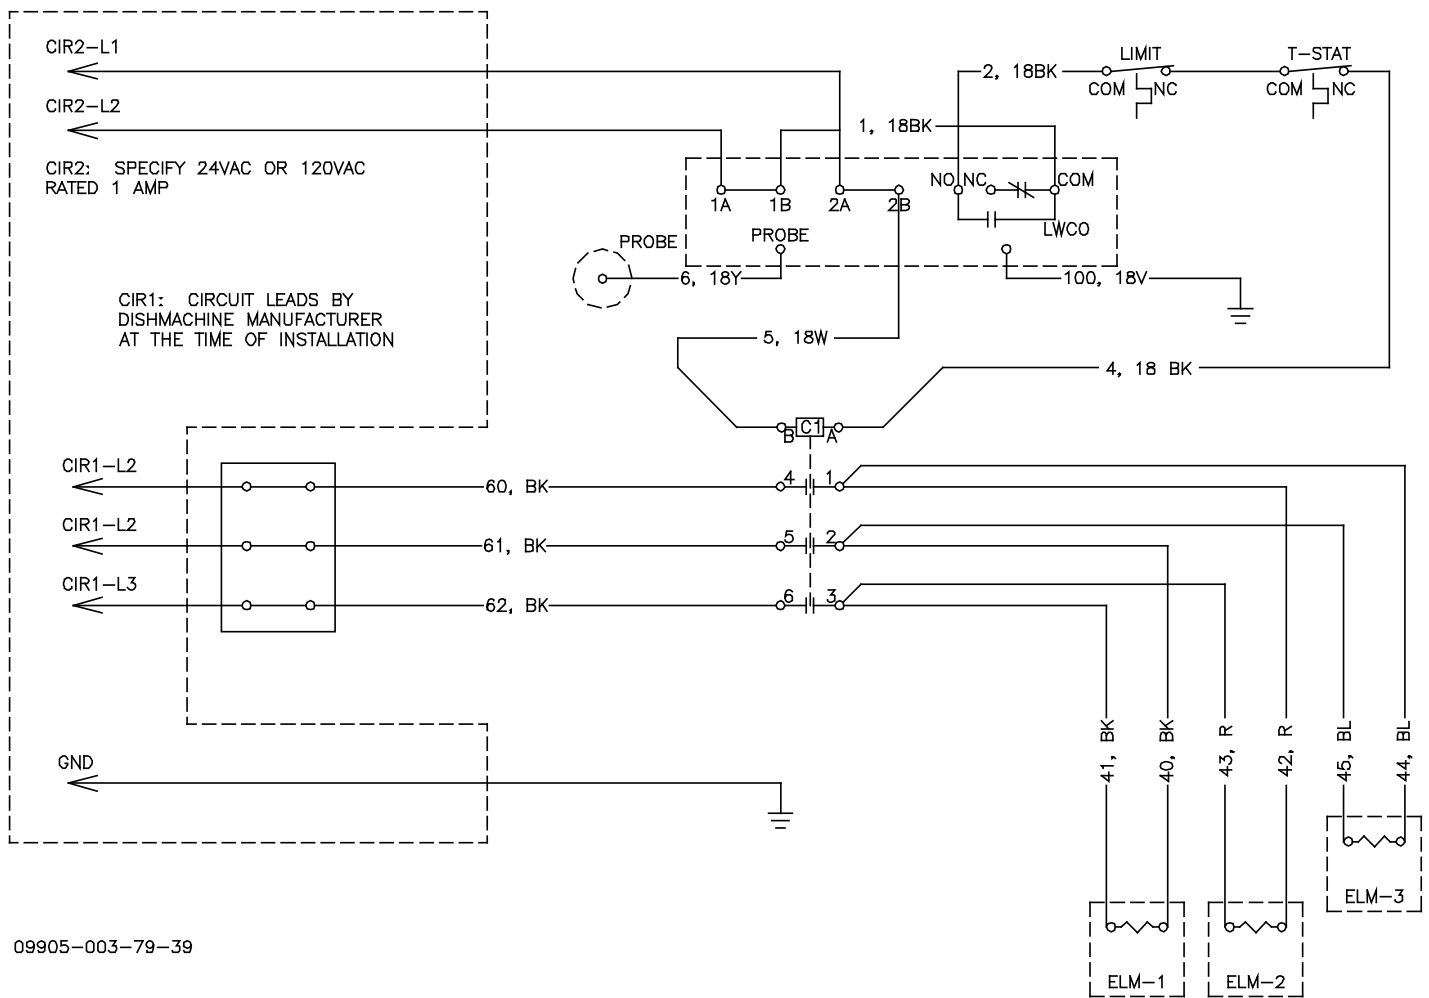 CIR2-L1
CIR2-L2
CIR2: SPECIFY 24VAC OR 120VAC
RATED 1 AMP
LIMIT
T-STAT
2, 18BK
COM
NC
COM
NC
1, 18BK
NO
NC
COM
1A
1B
2A
2B
LWCO
PROBE
PROBE
6, 18Y
100, 18V
CIR1: CIRCUIT LEADS BY
DISHMACHINE MANUFACTURER
AT THE TIME OF INSTALLATION
5, 18W
4, 18 BK
C1
B
A
CIR1-L2
60, BK
4
1
CIR1-L2
61, BK
5
2
CIR1-L3
62, BK
6
3
GND
41, BK
40, BK
43, R
42, R
45, BL
44, BL
ELM-3
ELM-1
ELM-2
09905-003-79-39